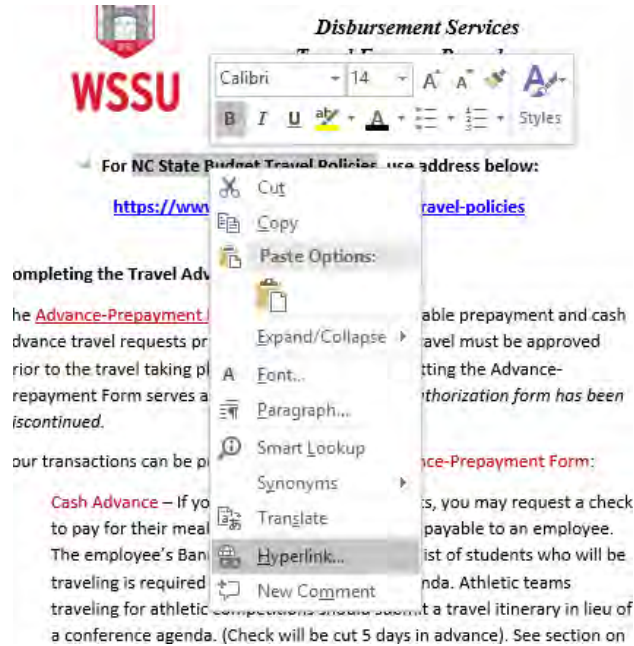 Disbursement Services
WSSU
Calibri 14 A A A
B I U aby A Styles
For NC State Budget Travel Policies, use address below:
Cut
https://www ravel-policies
Copy
Paste Options:
ompleting the Travel Adv
he Advance-Prepayment able prepayment and cash
Expand/Collapse
dvance travel requests pr ravel must be approved
rior to the travel taking pl Font... tting the Advance-
repayment Form serves a Paragraph... thorization form has been
iscontinued.
Smart Lookup
our transactions can be p nce-Prepayment Form:
Synonyms
Cash Advance – If yo s, you may request a check
Translate
to pay for their meal payable to an employee.
The employee's Ban Hyperlink... ist of students who will be
traveling is required New Comment nda. Athletic teams
traveling for athletic competitions should submit a travel itinerary in lieu of
a conference agenda. (Check will be cut 5 days in advance). See section on